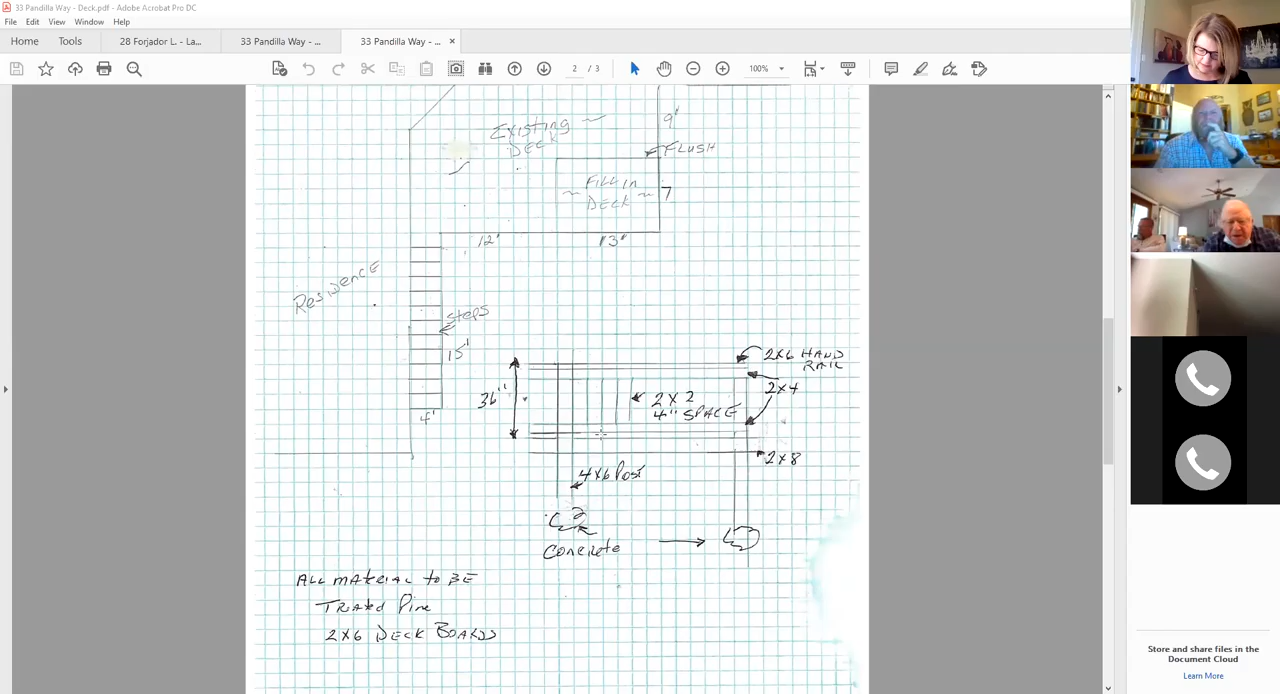 33 Pandilla Way - Deck.pdf - Adobe Acrobat Pro DC
File Edit View Window Help
Home Tools 28 Forjador L. - La... 33 Pandilla Way - ... 33 Pandilla Way - ... ×
2 / 3 100%
EXISTING
DECK
9'
FLUSH
FILL IN
DECK
7
12'
13'
Residence
steps
15'
4'
2x6 HAND
RAIL
2x4
36"
2 x 2
4" SPACE
2x8
4x6 Post
Concrete
ALL material to BE
Treated Pine
2x6 DECK BOARDS
Store and share files in the
Document Cloud
Learn More